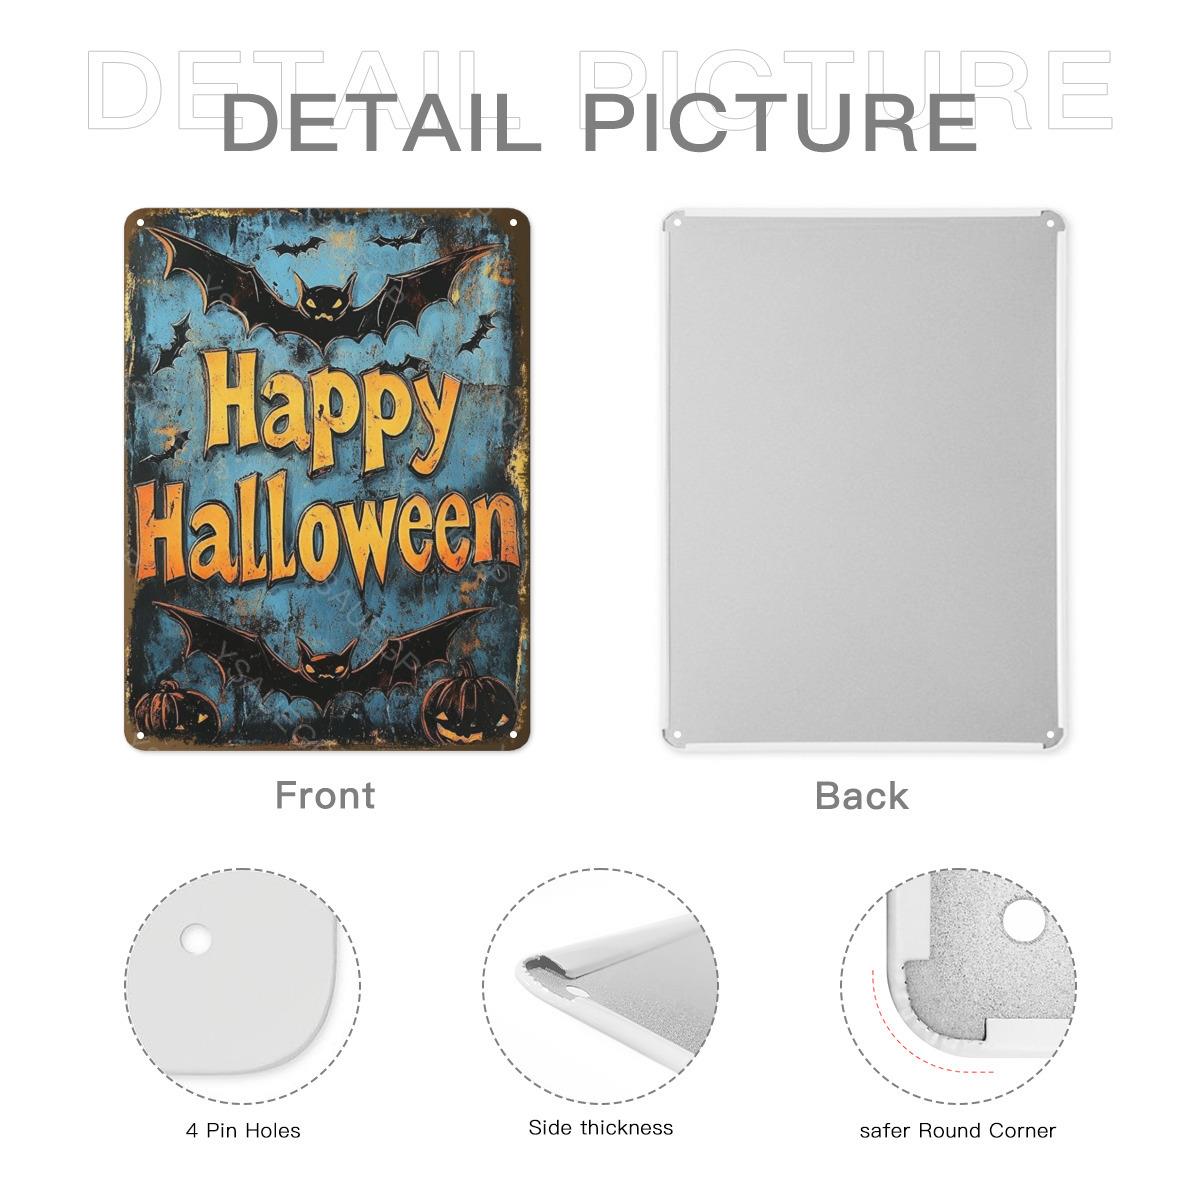 DETAIL PICTURE
DETAIL PICTURE
Happy
Halloween
Front
Back
4 Pin Holes
Side thickness
safer Round Corner